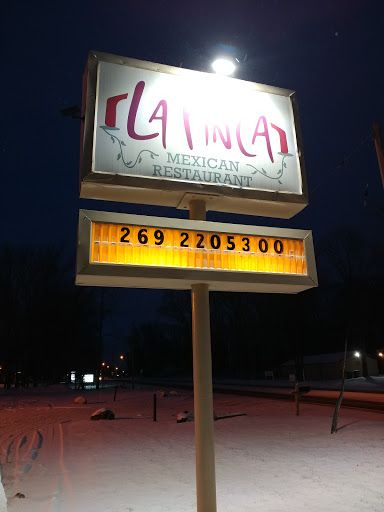 LA FINCA
MEXICAN
RESTAURANT
269 2205300